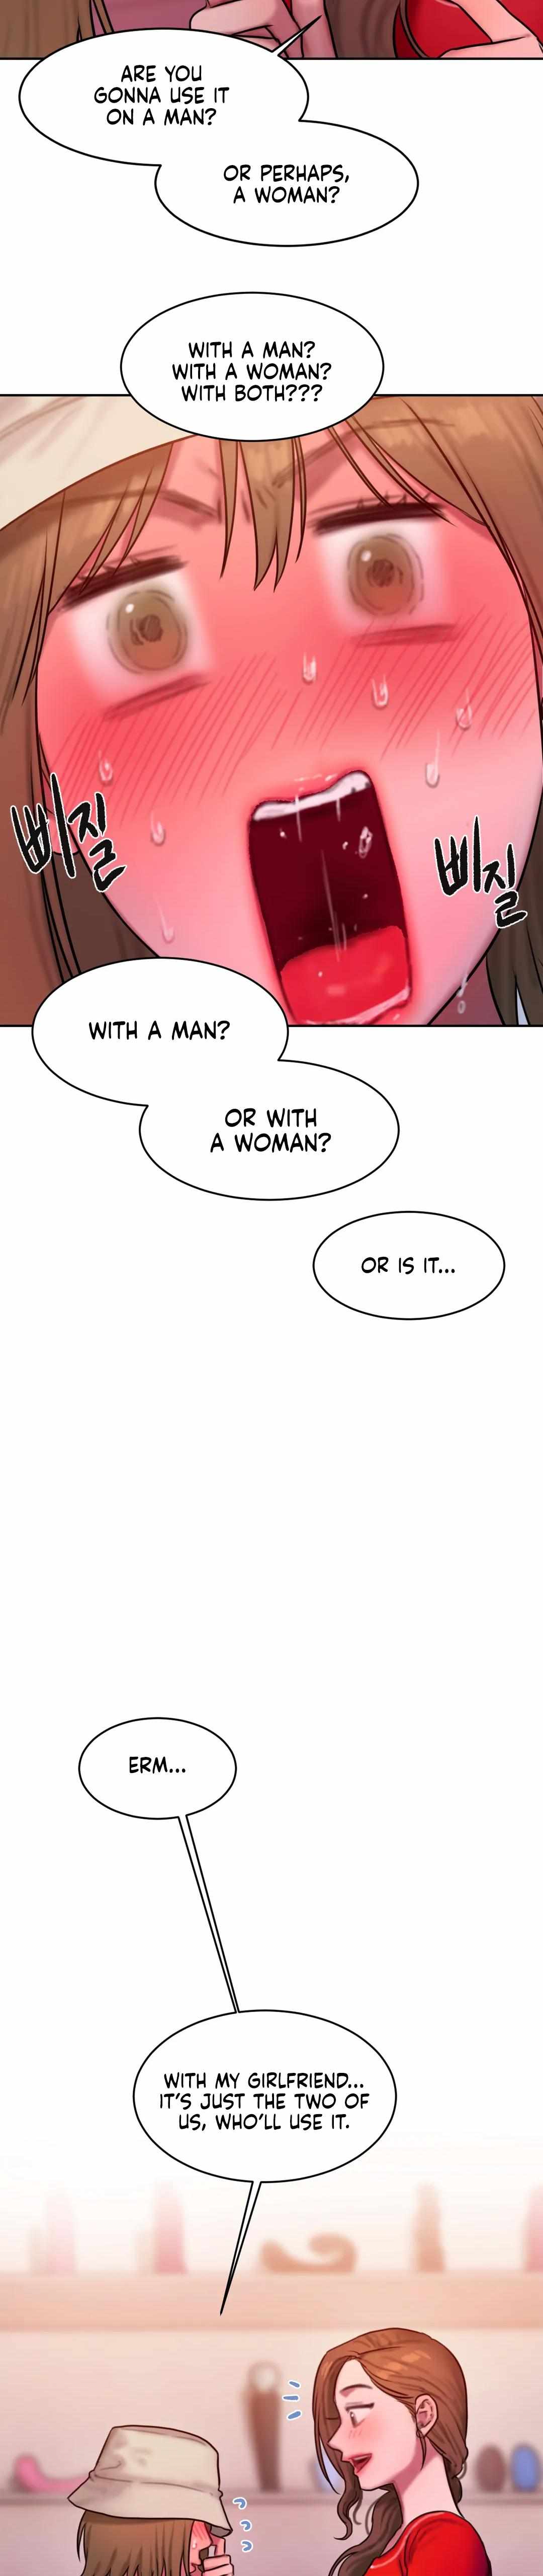 ARE YOU
GONNA USE IT
ON A MAN?
OR PERHAPS,
A WOMAN?
WITH A MAN?
WITH A WOMAN?
WITH BOTH???
삐질
삐질
WITH A MAN?
OR WITH
A WOMAN?
OR IS IT...
ERM...
WITH MY GIRLFRIEND...
IT'S JUST THE TWO OF
US, WHO'LL USE IT.